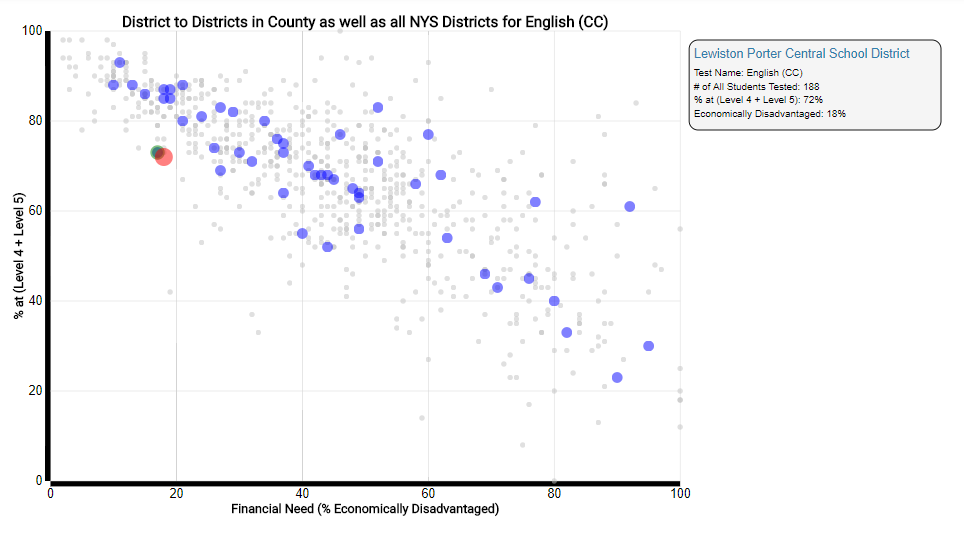 District to Districts in County as well as all NYS Districts for English (CC)
Lewiston Porter Central School District
Test Name: English (CC)
# of All Students Tested: 188
% at (Level 4 + Level 5): 72%
Economically Disadvantaged: 18%
% at (Level 4 + Level 5)
100
80
60
40
20
0
0 20 40 60 80 100
Financial Need (% Economically Disadvantaged)